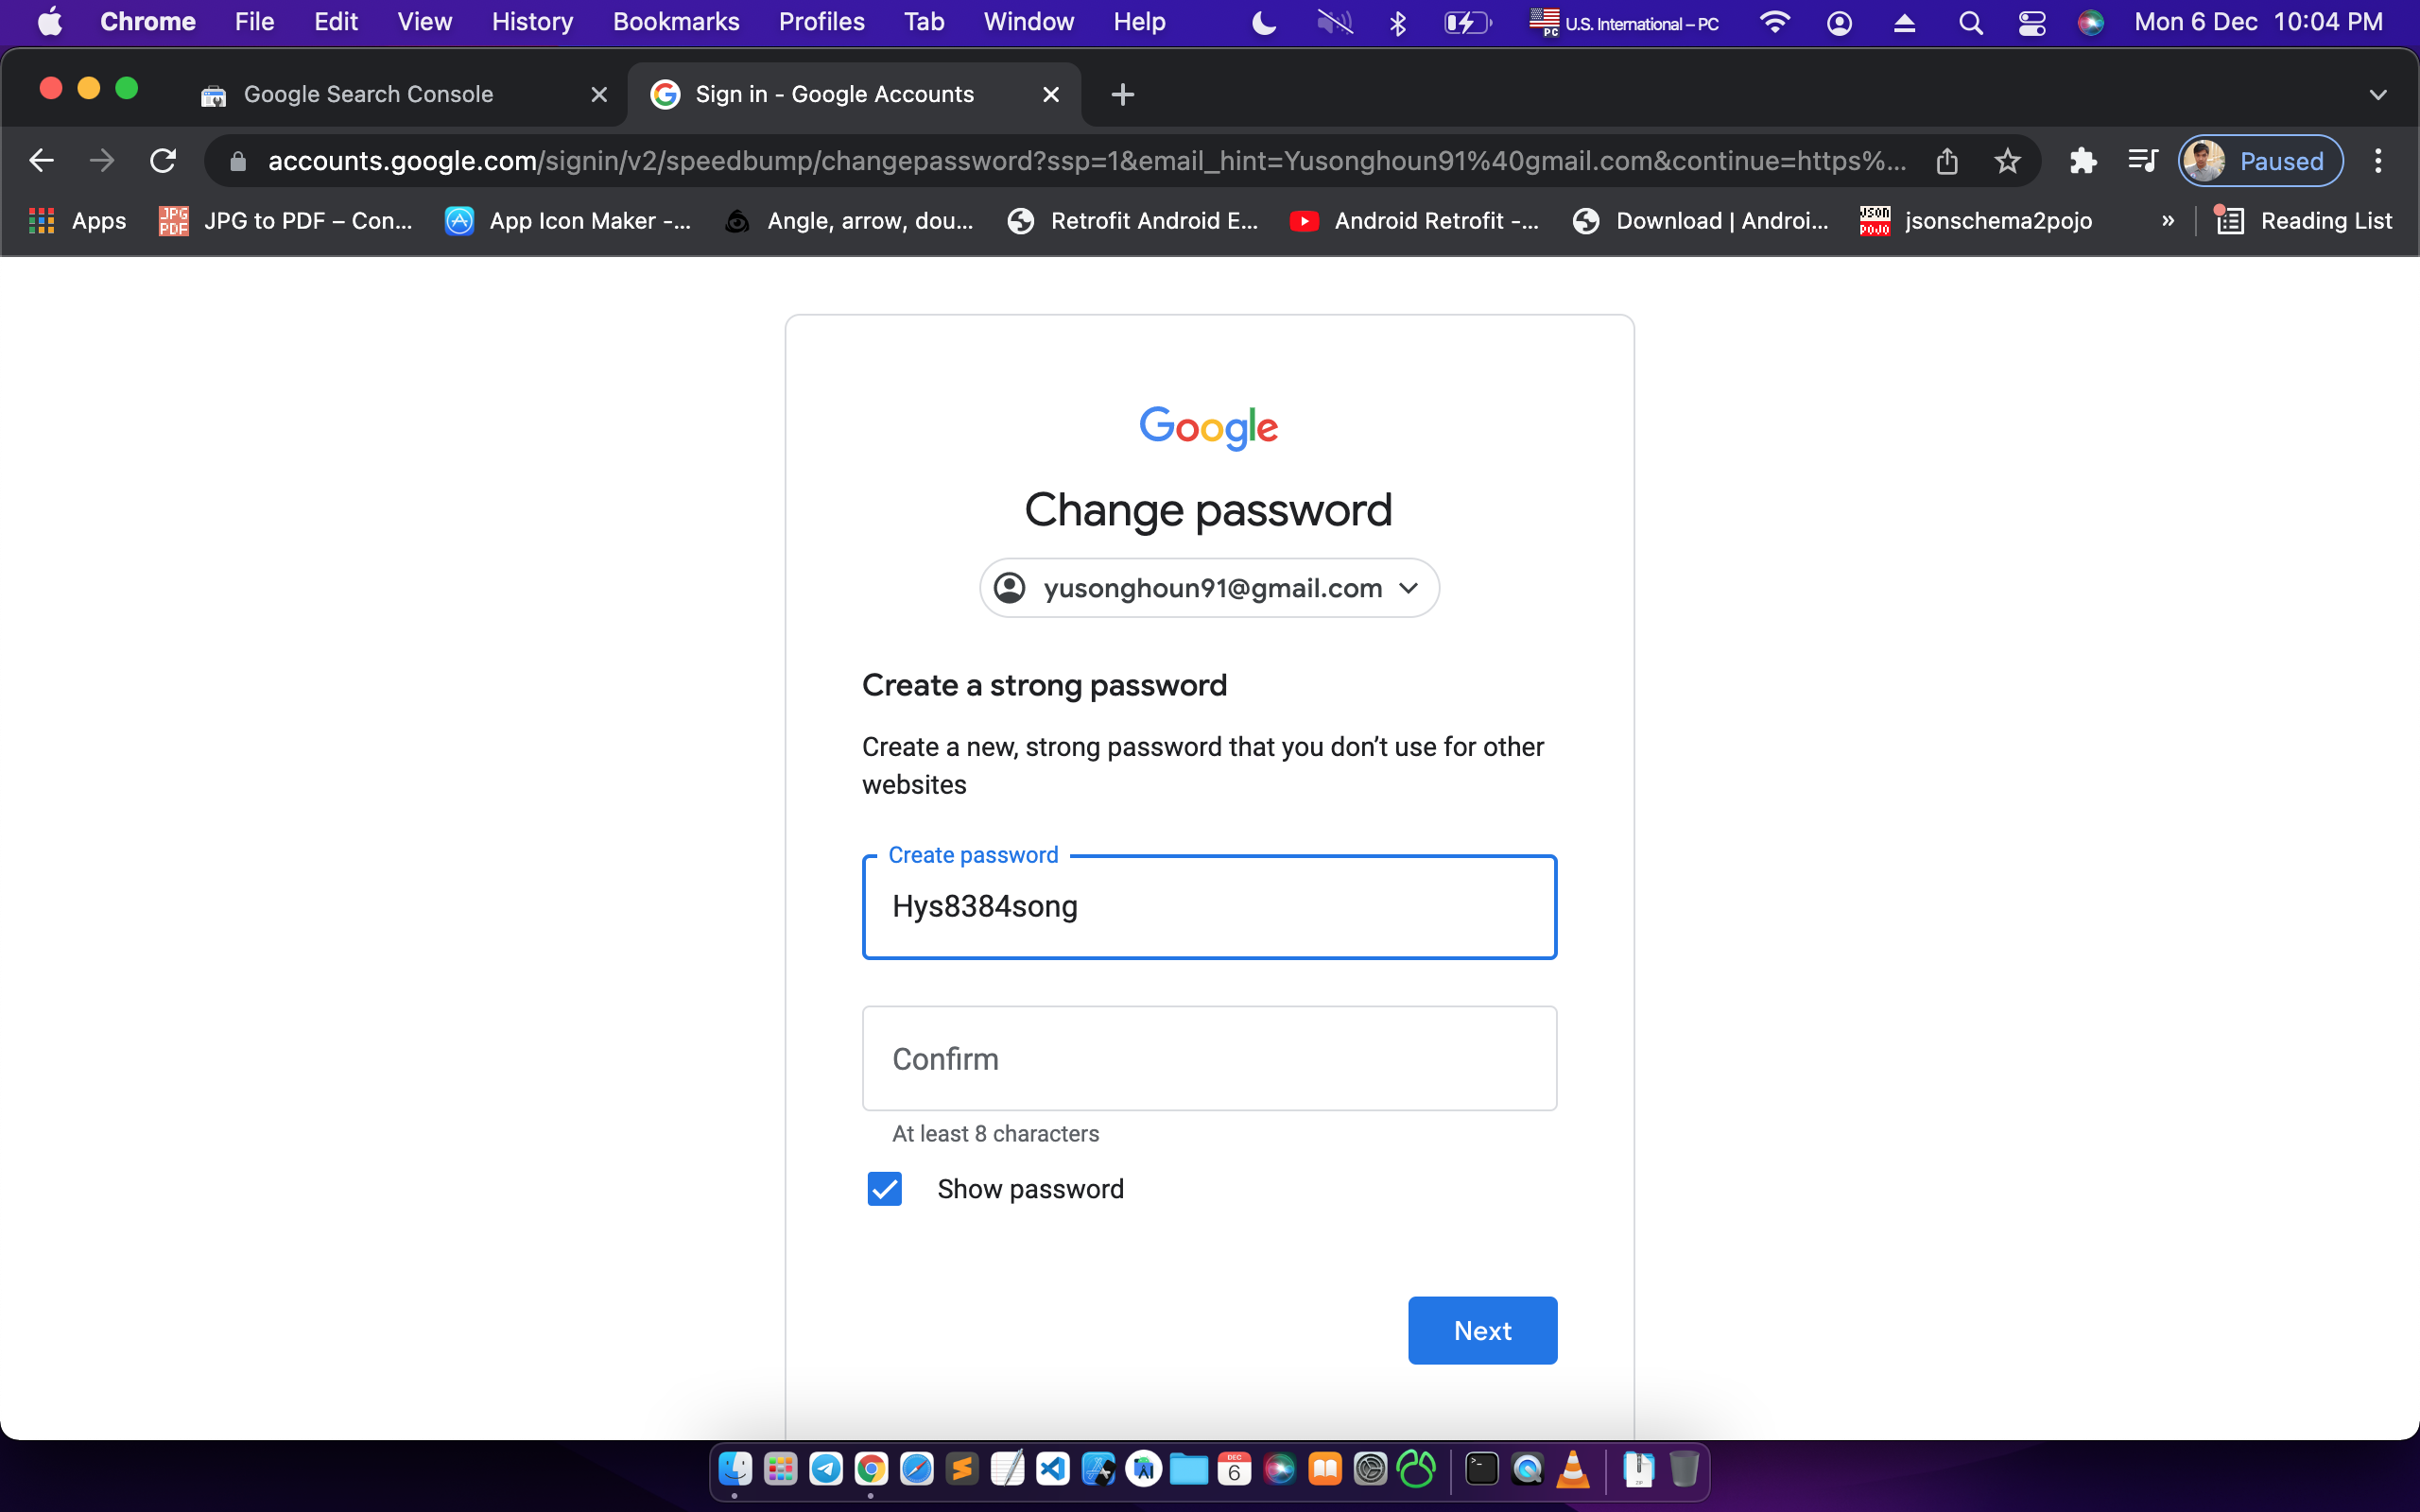 Chrome File Edit View History Bookmarks Profiles Tab Window Help U.S. International – PC Mon 6 Dec 10:04 PM
Google Search Console Sign in - Google Accounts
accounts.google.com/signin/v2/speedbump/changepassword?ssp=1&email_hint=Yusonghoun91%40gmail.com&continue=https%... Paused
Apps JPG to PDF – Con... App Icon Maker -... Angle, arrow, dou... Retrofit Android E... Android Retrofit -... Download | Androi... jsonschema2pojo » Reading List
Google
Change password
yusonghoun91@gmail.com
Create a strong password
Create a new, strong password that you don’t use for other
websites
Create password
Hys8384song
Confirm
At least 8 characters
Show password
Next